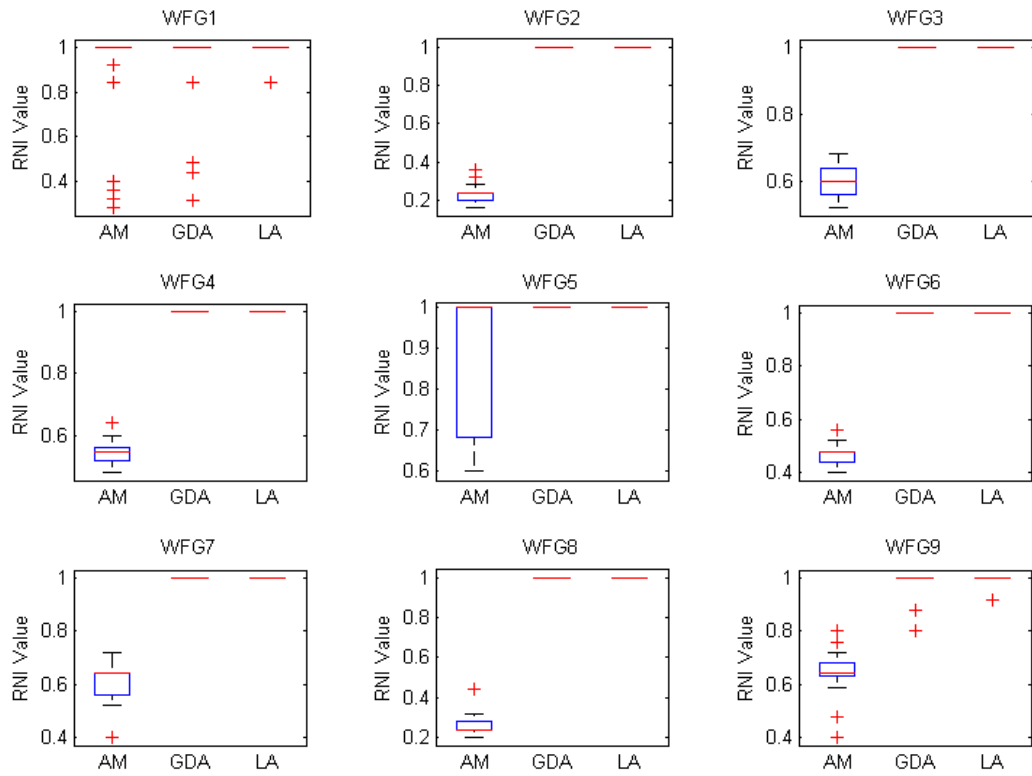 WFG1
RNI Value
1
0.8
0.6
0.4
AM GDA LA
WFG2
RNI Value
1
0.8
0.6
0.4
0.2
AM GDA LA
WFG3
RNI Value
1
0.8
0.6
AM GDA LA
WFG4
RNI Value
1
0.8
0.6
AM GDA LA
WFG5
RNI Value
1
0.9
0.8
0.7
0.6
AM GDA LA
WFG6
RNI Value
1
0.8
0.6
0.4
AM GDA LA
WFG7
RNI Value
1
0.8
0.6
0.4
AM GDA LA
WFG8
RNI Value
1
0.8
0.6
0.4
0.2
AM GDA LA
WFG9
RNI Value
1
0.8
0.6
0.4
AM GDA LA